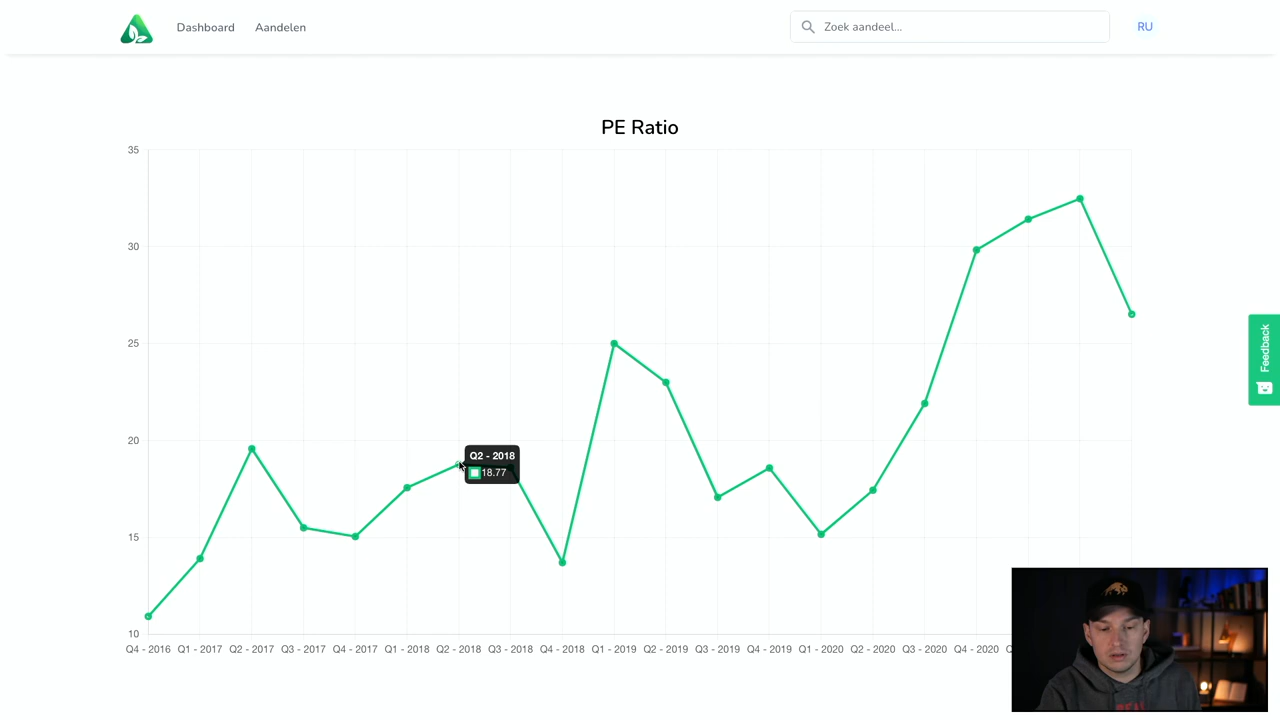 Dashboard
Aandelen
Zoek aandeel...
RU
PE Ratio
35
30
25
20
15
10
Q2 - 2018
18.77
Q4 - 2016
Q1 - 2017
Q2 - 2017
Q3 - 2017
Q4 - 2017
Q1 - 2018
Q2 - 2018
Q3 - 2018
Q4 - 2018
Q1 - 2019
Q2 - 2019
Q3 - 2019
Q4 - 2019
Q1 - 2020
Q2 - 2020
Q3 - 2020
Q4 - 2020
Feedback